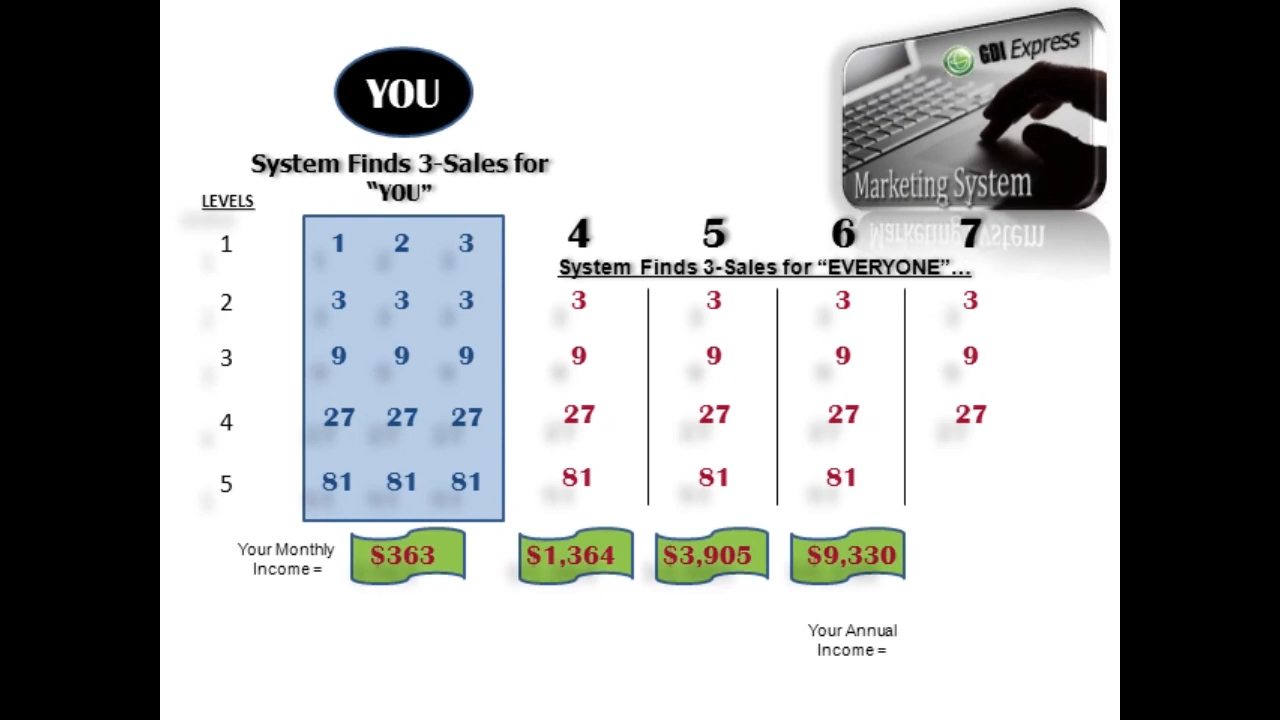 GDI Express
Marketing System
YOU
System Finds 3-Sales for
“YOU”
LEVELS
4 5 6 7
System Finds 3-Sales for “EVERYONE”...
1 1 2 3
2 3 3 3 3 3 3 3
3 9 9 9 9 9 9 9
4 27 27 27 27 27 27 27
5 81 81 81 81 81 81
Your Monthly
Income =
$363 $1,364 $3,905 $9,330
Your Annual
Income =